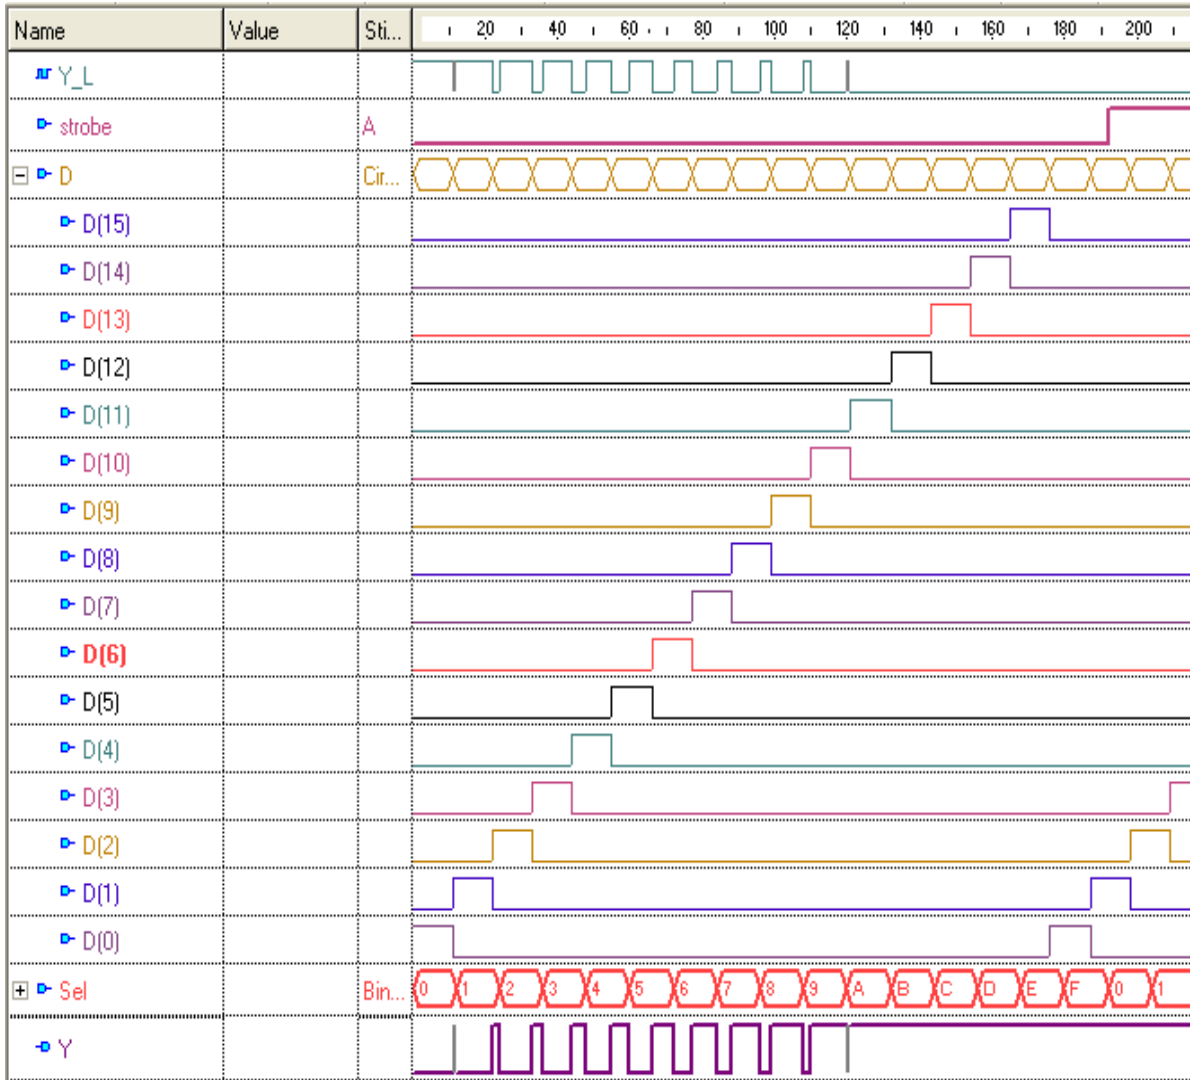 Name Value Sti... 20 40 60 80 100 120 140 160 180 200
Y_L
strobe A
D Cir...
D(15)
D(14)
D(13)
D(12)
D(11)
D(10)
D(9)
D(8)
D(7)
D(6)
D(5)
D(4)
D(3)
D(2)
D(1)
D(0)
Sel Bin... 0 1 2 3 4 5 6 7 8 9 A B C D E F 0 1
Y